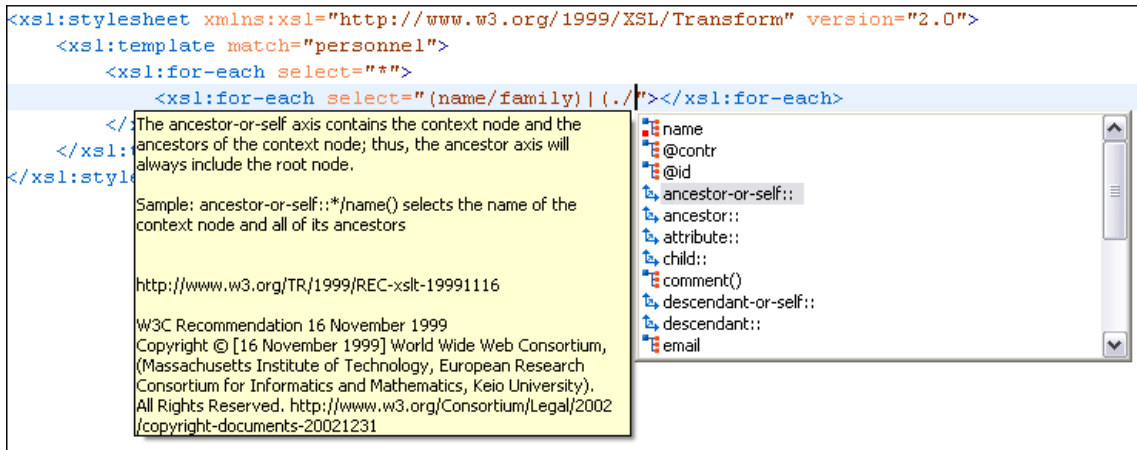 <xsl:stylesheet xmlns:xsl="http://www.w3.org/1999/XSL/Transform" version="2.0">
<xsl:template match="personnel">
<xsl:for-each select="*">
<xsl:for-each select="(name/family)|(./"></xsl:for-each>
</
</xsl:
</xsl:style
The ancestor-or-self axis contains the context node and the
ancestors of the context node; thus, the ancestor axis will
always include the root node.
Sample: ancestor-or-self::*/name() selects the name of the
context node and all of its ancestors
http://www.w3.org/TR/1999/REC-xslt-19991116
W3C Recommendation 16 November 1999
Copyright © [16 November 1999] World Wide Web Consortium,
(Massachusetts Institute of Technology, European Research
Consortium for Informatics and Mathematics, Keio University).
All Rights Reserved. http://www.w3.org/Consortium/Legal/2002
/copyright-documents-20021231
name
@contr
@id
ancestor-or-self::
ancestor::
attribute::
child::
comment()
descendant-or-self::
descendant::
email